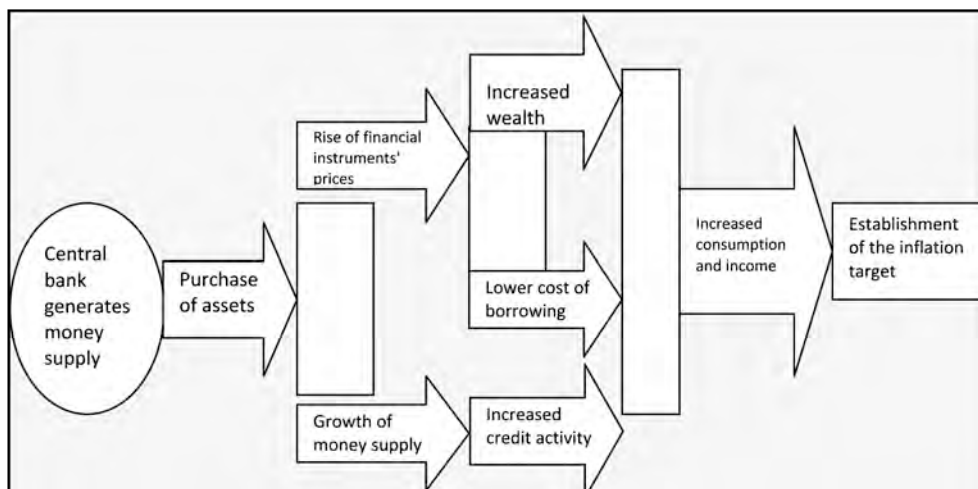 Central
bank
generates
money
supply
Purchase
of assets
Rise of financial
instruments'
prices
Growth of
money supply
Increased
wealth
Lower cost of
borrowing
Increased
credit activity
Increased
consumption
and income
Establishment
of the inflation
target